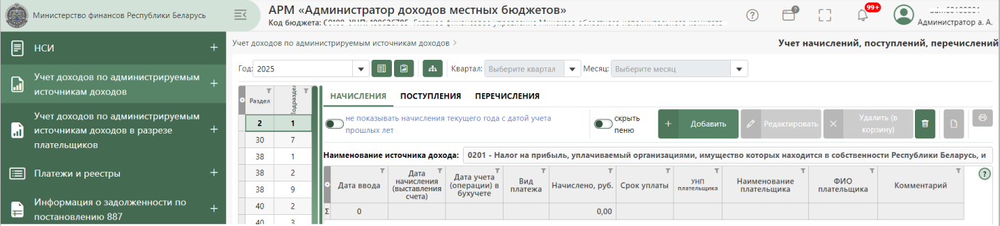 Министерство финансов Республики Беларусь
АРМ «Администратор доходов местных бюджетов»
Код бюджета:
99+
Администратор а. А.
НСИ
Учет доходов по администрируемым
источникам доходов
Учет доходов по администрируемым
источникам доходов в разрезе
плательщиков
Платежи и реестры
Информация о задолженности по
постановлению 887
Учет доходов по администрируемым источникам доходов >
Учет начислений, поступлений, перечислений
Год: 2025
Квартал: Выберите квартал
Месяц: Выберите месяц
Раздел
Подраздел
2 1
30 7
38 1
38 2
38 9
40 2
40 3
НАЧИСЛЕНИЯ ПОСТУПЛЕНИЯ ПЕРЕЧИСЛЕНИЯ
не показывать начисления текущего года с датой учета
прошлых лет
скрыть
пеню
+ Добавить
Редактировать
Удалить (в
корзину)
Наименование источника дохода: 0201 - Налог на прибыль, уплачиваемый организациями, имущество которых находится в собственности Республики Беларусь, и
?
Дата ввода
Дата
начисления
(выставления
счета)
Дата учета
(операции) в
бухучете
Вид
платежа
Начислено, руб.
Срок уплаты
УНП
плательщика
Наименование
плательщика
ФИО
плательщика
Комментарий
Σ 0 0,00